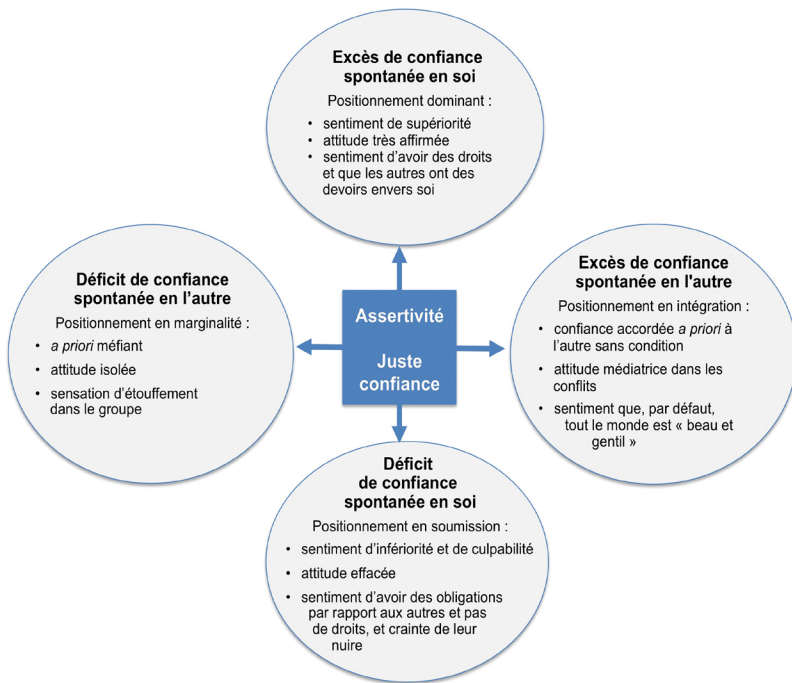 Excès de confiance
spontanée en soi
Positionnement dominant :
• sentiment de supériorité
• attitude très affirmée
• sentiment d'avoir des droits
et que les autres ont des
devoirs envers soi
Déficit de confiance
spontanée en l'autre
Positionnement en marginalité :
• a priori méfiant
• attitude isolée
• sensation d'étouffement
dans le groupe
Assertivité
Juste
confiance
Excès de confiance
spontanée en l'autre
Positionnement en intégration :
• confiance accordée a priori à
l'autre sans condition
• attitude médiatrice dans les
conflits
• sentiment que, par défaut,
tout le monde est « beau et
gentil »
Déficit
de confiance
spontanée en soi
Positionnement en soumission :
• sentiment d'infériorité et de culpabilité
• attitude effacée
• sentiment d'avoir des obligations
par rapport aux autres et pas
de droits, et crainte de leur
nuire